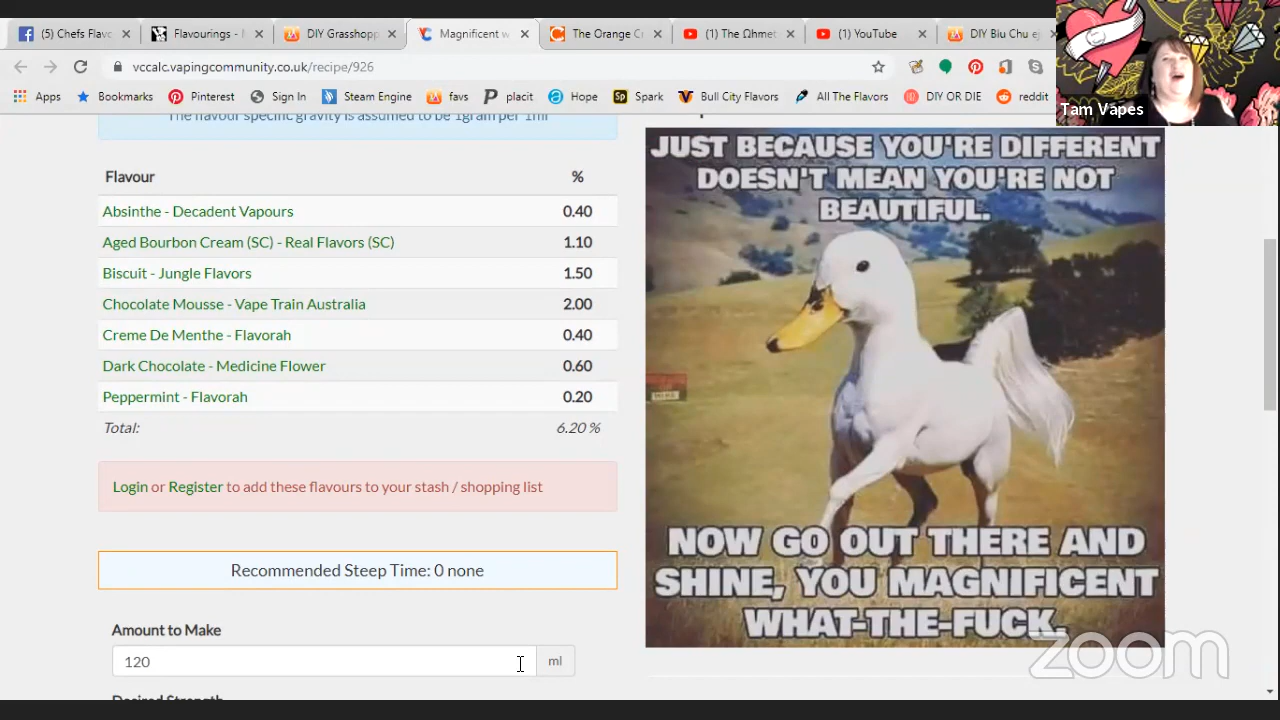 (5) Chefs Flavo
Flavourings - N
DIY Grasshopp
Magnificent w
The Orange C
(1) The Ωhmet
(1) YouTube
DIY Biu Chu ej
vccalc.vapingcommunity.co.uk/recipe/926
Apps
Bookmarks
Pinterest
Sign In
Steam Engine
favs
placit
Hope
Spark
Bull City Flavors
All The Flavors
DIY OR DIE
reddit
Tam Vapes
The flavour specific gravity is assumed to be 1gram per 1ml
Flavour %
Absinthe - Decadent Vapours 0.40
Aged Bourbon Cream (SC) - Real Flavors (SC) 1.10
Biscuit - Jungle Flavors 1.50
Chocolate Mousse - Vape Train Australia 2.00
Creme De Menthe - Flavorah 0.40
Dark Chocolate - Medicine Flower 0.60
Peppermint - Flavorah 0.20
Total: 6.20 %
Login or Register to add these flavours to your stash / shopping list
Recommended Steep Time: 0 none
Amount to Make
120 ml
JUST BECAUSE YOU'RE DIFFERENT
DOESN'T MEAN YOU'RE NOT
BEAUTIFUL.
NOW GO OUT THERE AND
SHINE, YOU MAGNIFICENT
WHAT-THE-FUCK.
zoom